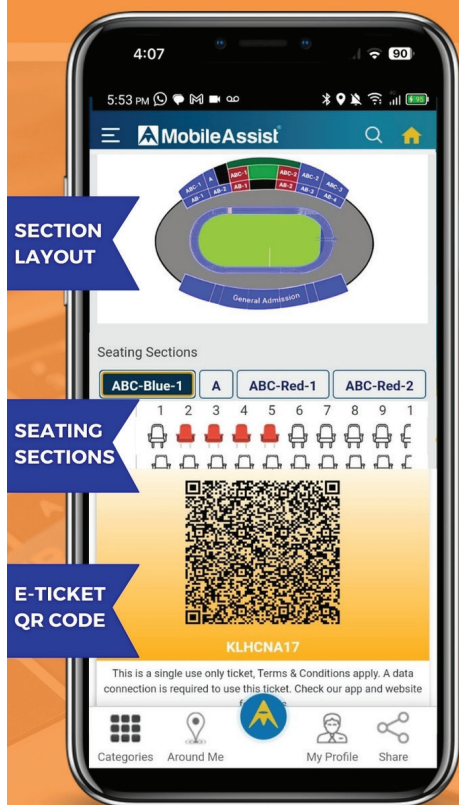 4:07
90
5:53 PM
MobileAssist
ABC-1
A
ABC-1
ABC-2
ABC-2
ABC-3
AB-1
AB-2
AB-1
AB-2
AB-3
AB-4
General Admission
SECTION
LAYOUT
Seating Sections
ABC-Blue-1 A ABC-Red-1 ABC-Red-2
1 2 3 4 5 6 7 8 9 1
SEATING
SECTIONS
E-TICKET
QR CODE
KLHCNA17
This is a single use only ticket, Terms & Conditions apply. A data
connection is required to use this ticket. Check our app and website
Categories Around Me My Profile Share